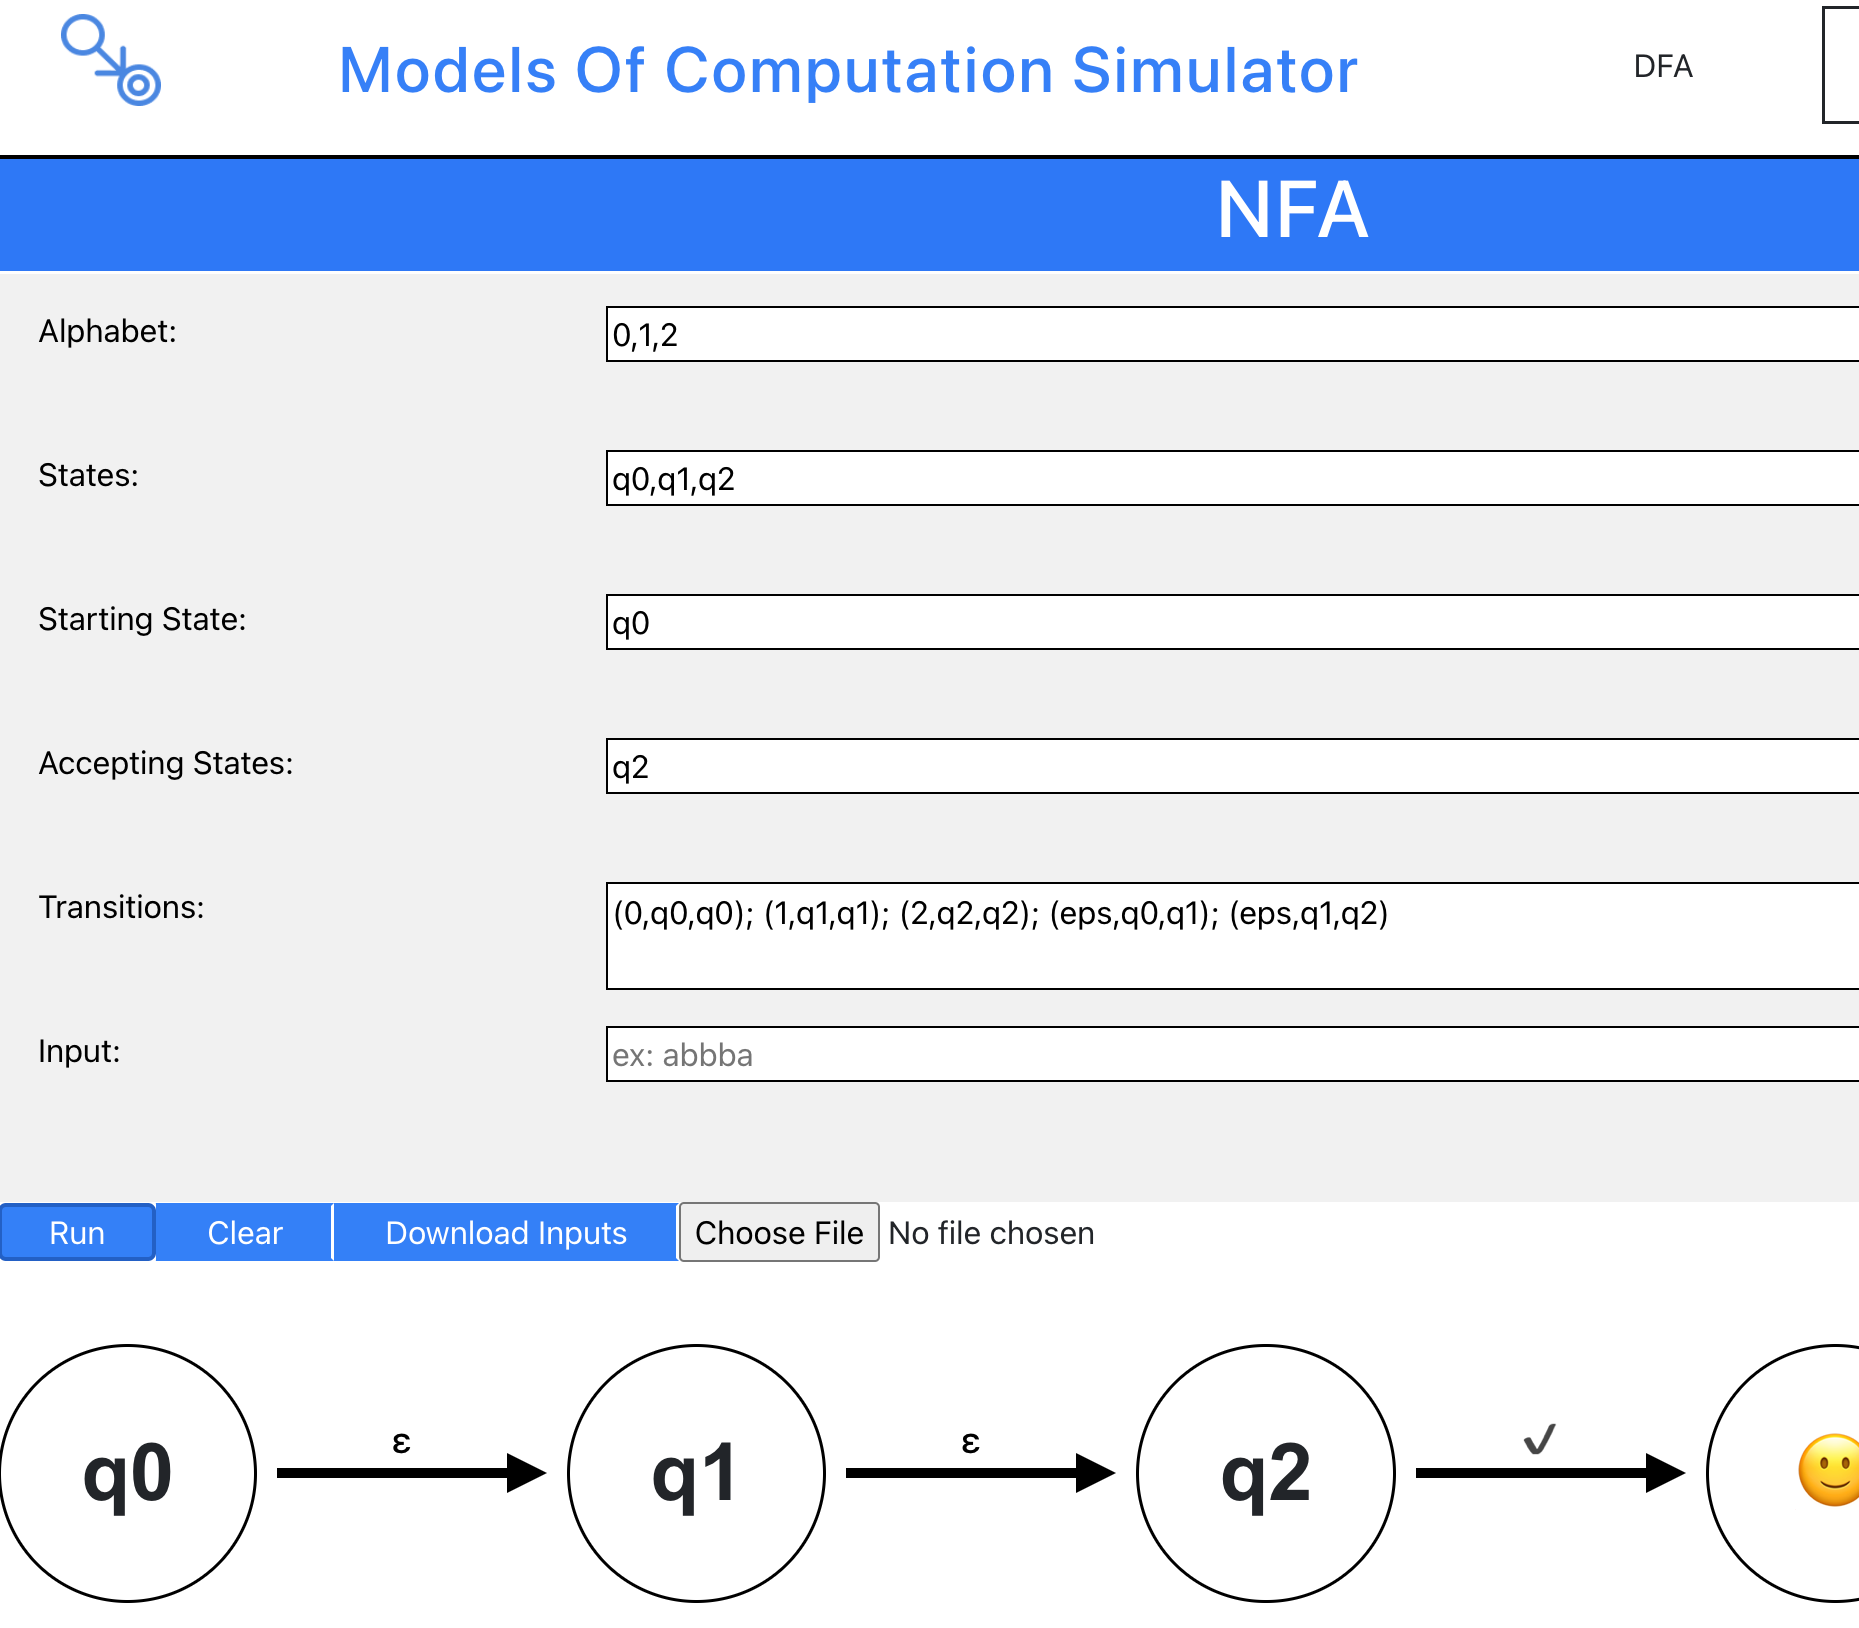 Models Of Computation Simulator DFA
NFA
Alphabet: 0,1,2
States: q0,q1,q2
Starting State: q0
Accepting States: q2
Transitions: (0,q0,q0); (1,q1,q1); (2,q2,q2); (eps,q0,q1); (eps,q1,q2)
Input: ex: abbba
Run Clear Download Inputs Choose File No file chosen
ε ε ✓
q0 q1 q2